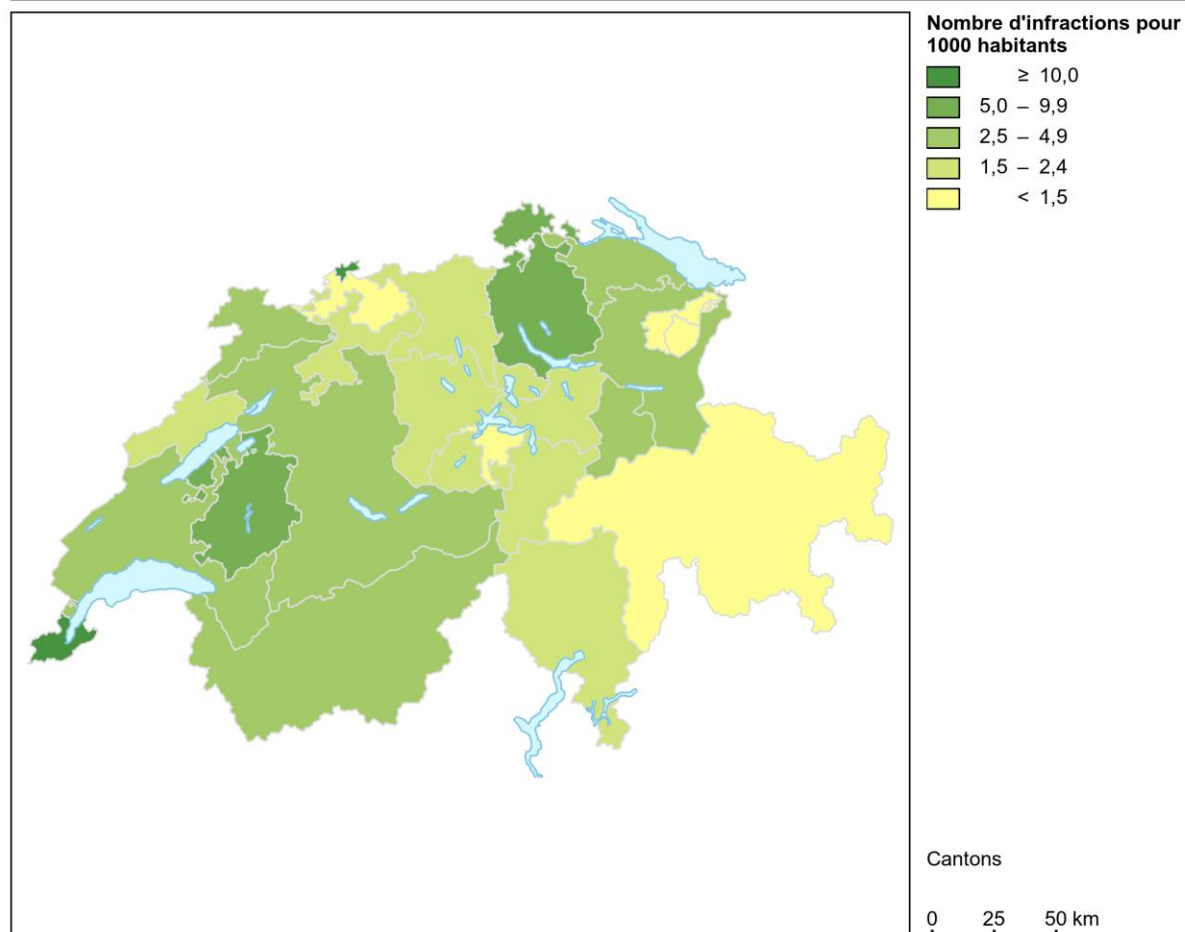 Nombre d'infractions pour
1000 habitants
≥ 10,0
5,0 – 9,9
2,5 – 4,9
1,5 – 2,4
< 1,5
Cantons
0 25 50 km